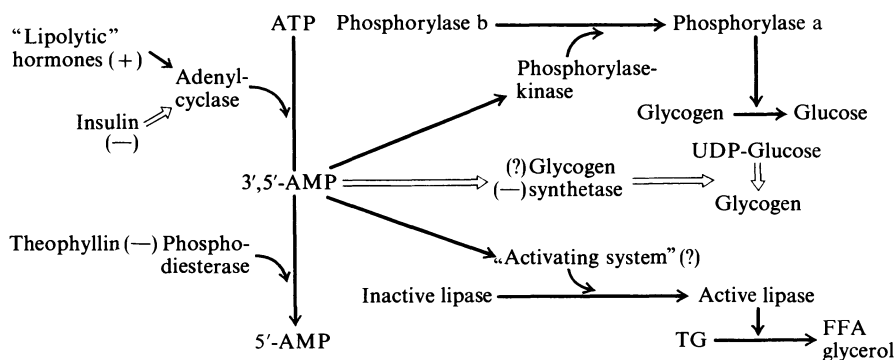 ATP
Phosphorylase b
Phosphorylase a
“Lipolytic”
hormones (+)
Adenyl-
cyclase
Phosphorylase-
kinase
Insulin
(—)
Glycogen
Glucose
UDP-Glucose
3′,5′-AMP
(?) Glycogen
(—) synthetase
Glycogen
Theophyllin (—) Phospho-
diesterase
“Activating system” (?)
Inactive lipase
Active lipase
5′-AMP
TG
FFA
glycerol